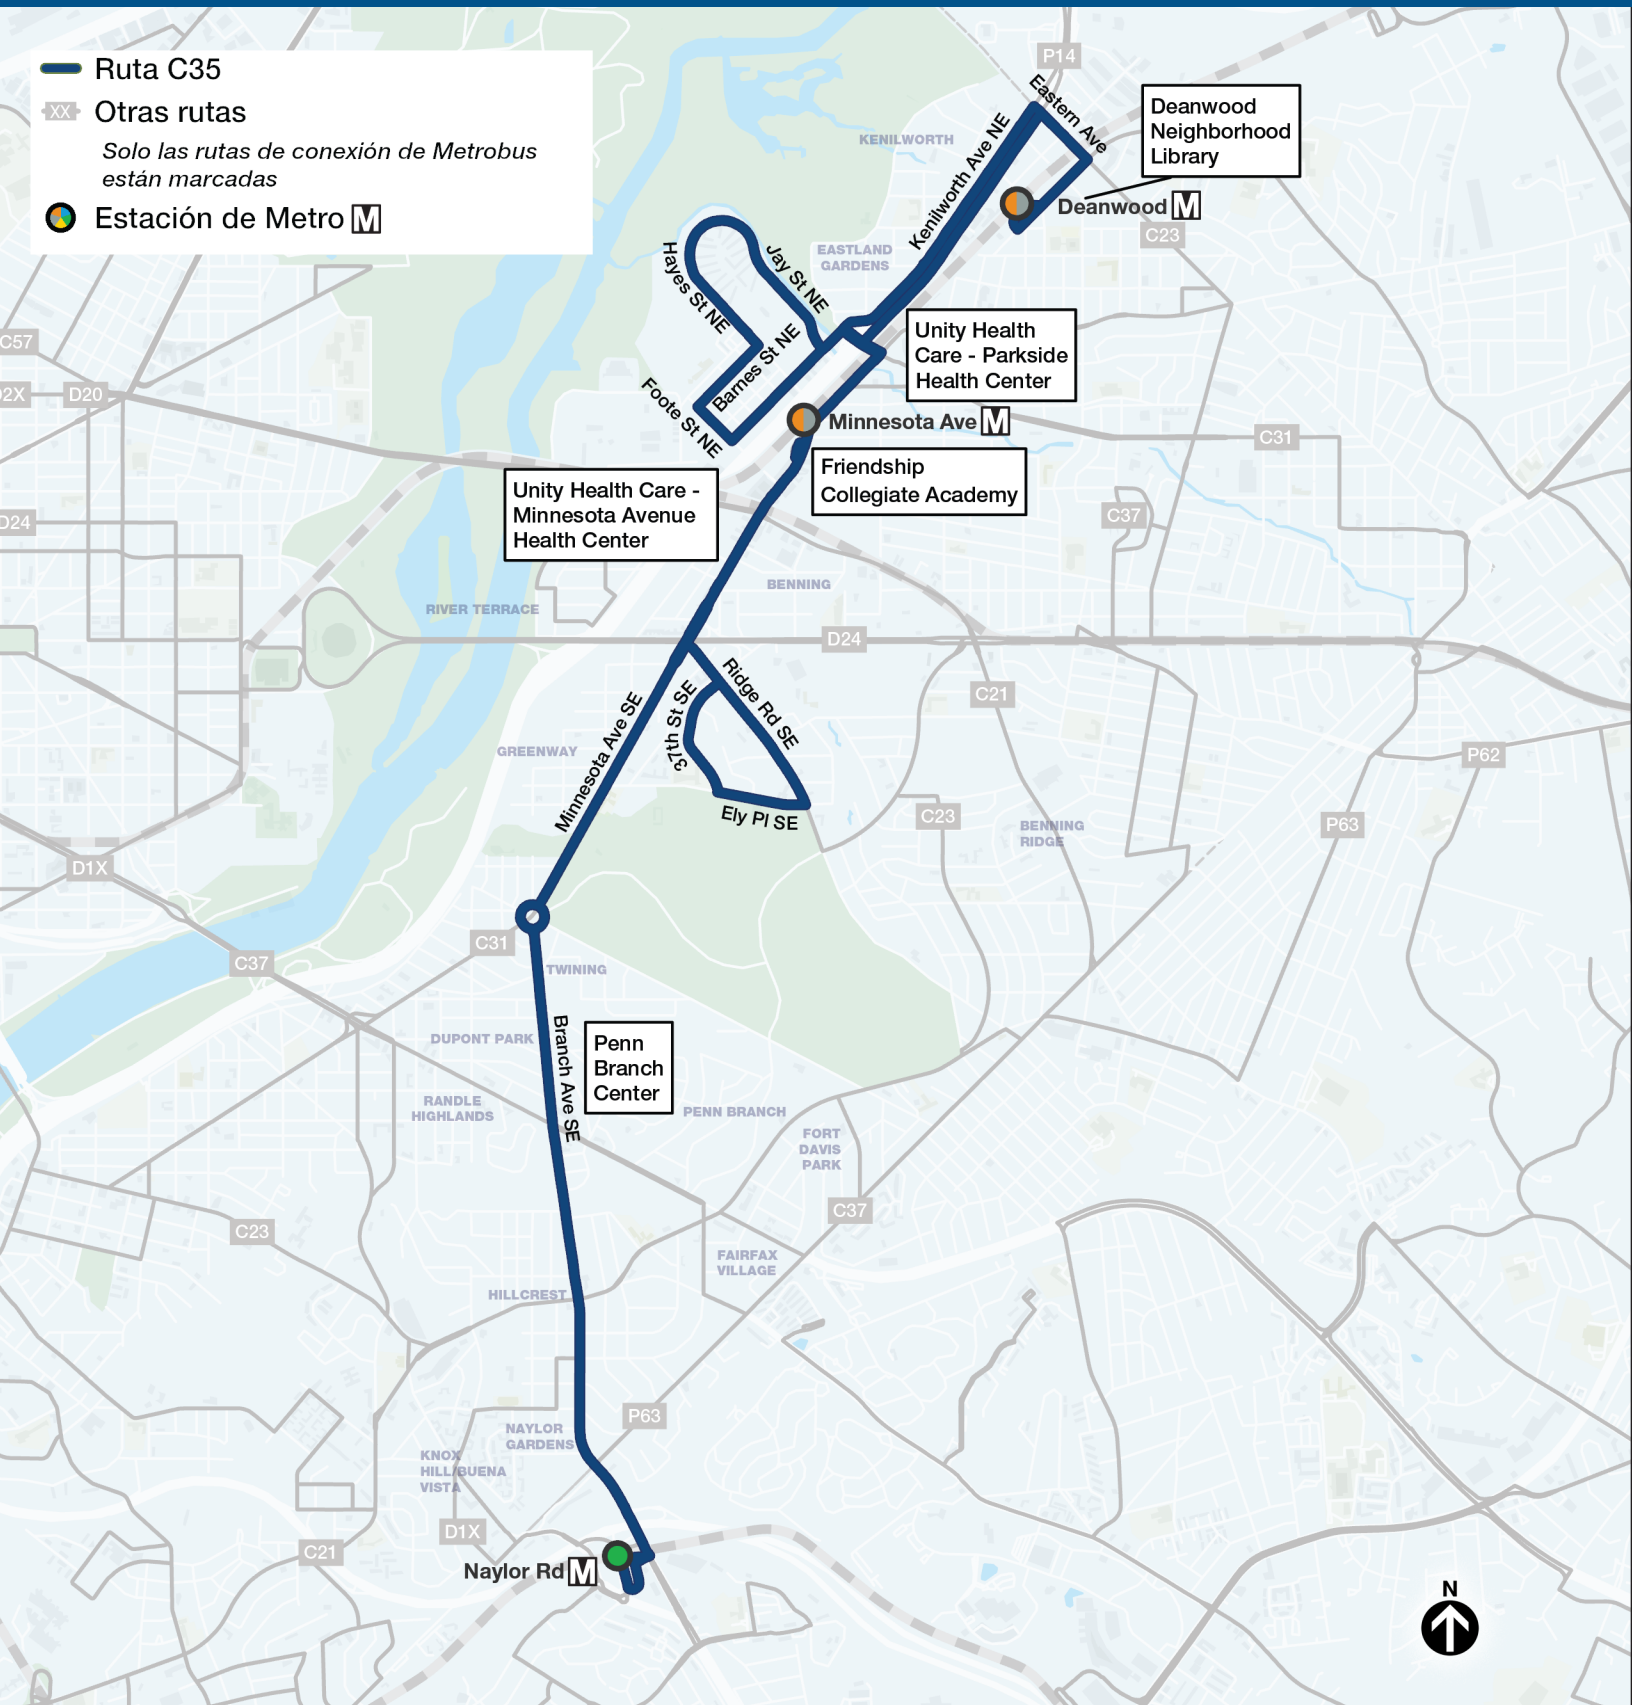 Ruta C35
XX Otras rutas
Solo las rutas de conexión de Metrobus
están marcadas
Estación de Metro M
P14
Eastern Ave
Kenilworth Ave NE
KENILWORTH
Deanwood
Neighborhood
Library
Deanwood M
C23
EASTLAND
GARDENS
Hayes St NE
Jay St NE
Barnes St NE
Foote St NE
Unity Health
Care - Parkside
Health Center
Minnesota Ave M
C57
D2X
D20
C31
Friendship
Collegiate Academy
Unity Health Care -
Minnesota Avenue
Health Center
D24
C37
BENNING
RIVER TERRACE
D24
Ridge Rd SE
37th St SE
Ely Pl SE
Minnesota Ave SE
GREENWAY
C21
P62
C23
BENNING
RIDGE
P63
D1X
C31
C37
TWINING
DUPONT PARK
Branch Ave SE
Penn
Branch
Center
RANDLE
HIGHLANDS
PENN BRANCH
FORT
DAVIS
PARK
C37
C23
FAIRFAX
VILLAGE
HILLCREST
P63
NAYLOR
GARDENS
KNOX
HILL/BUENA
VISTA
D1X
C21
Naylor Rd M
N